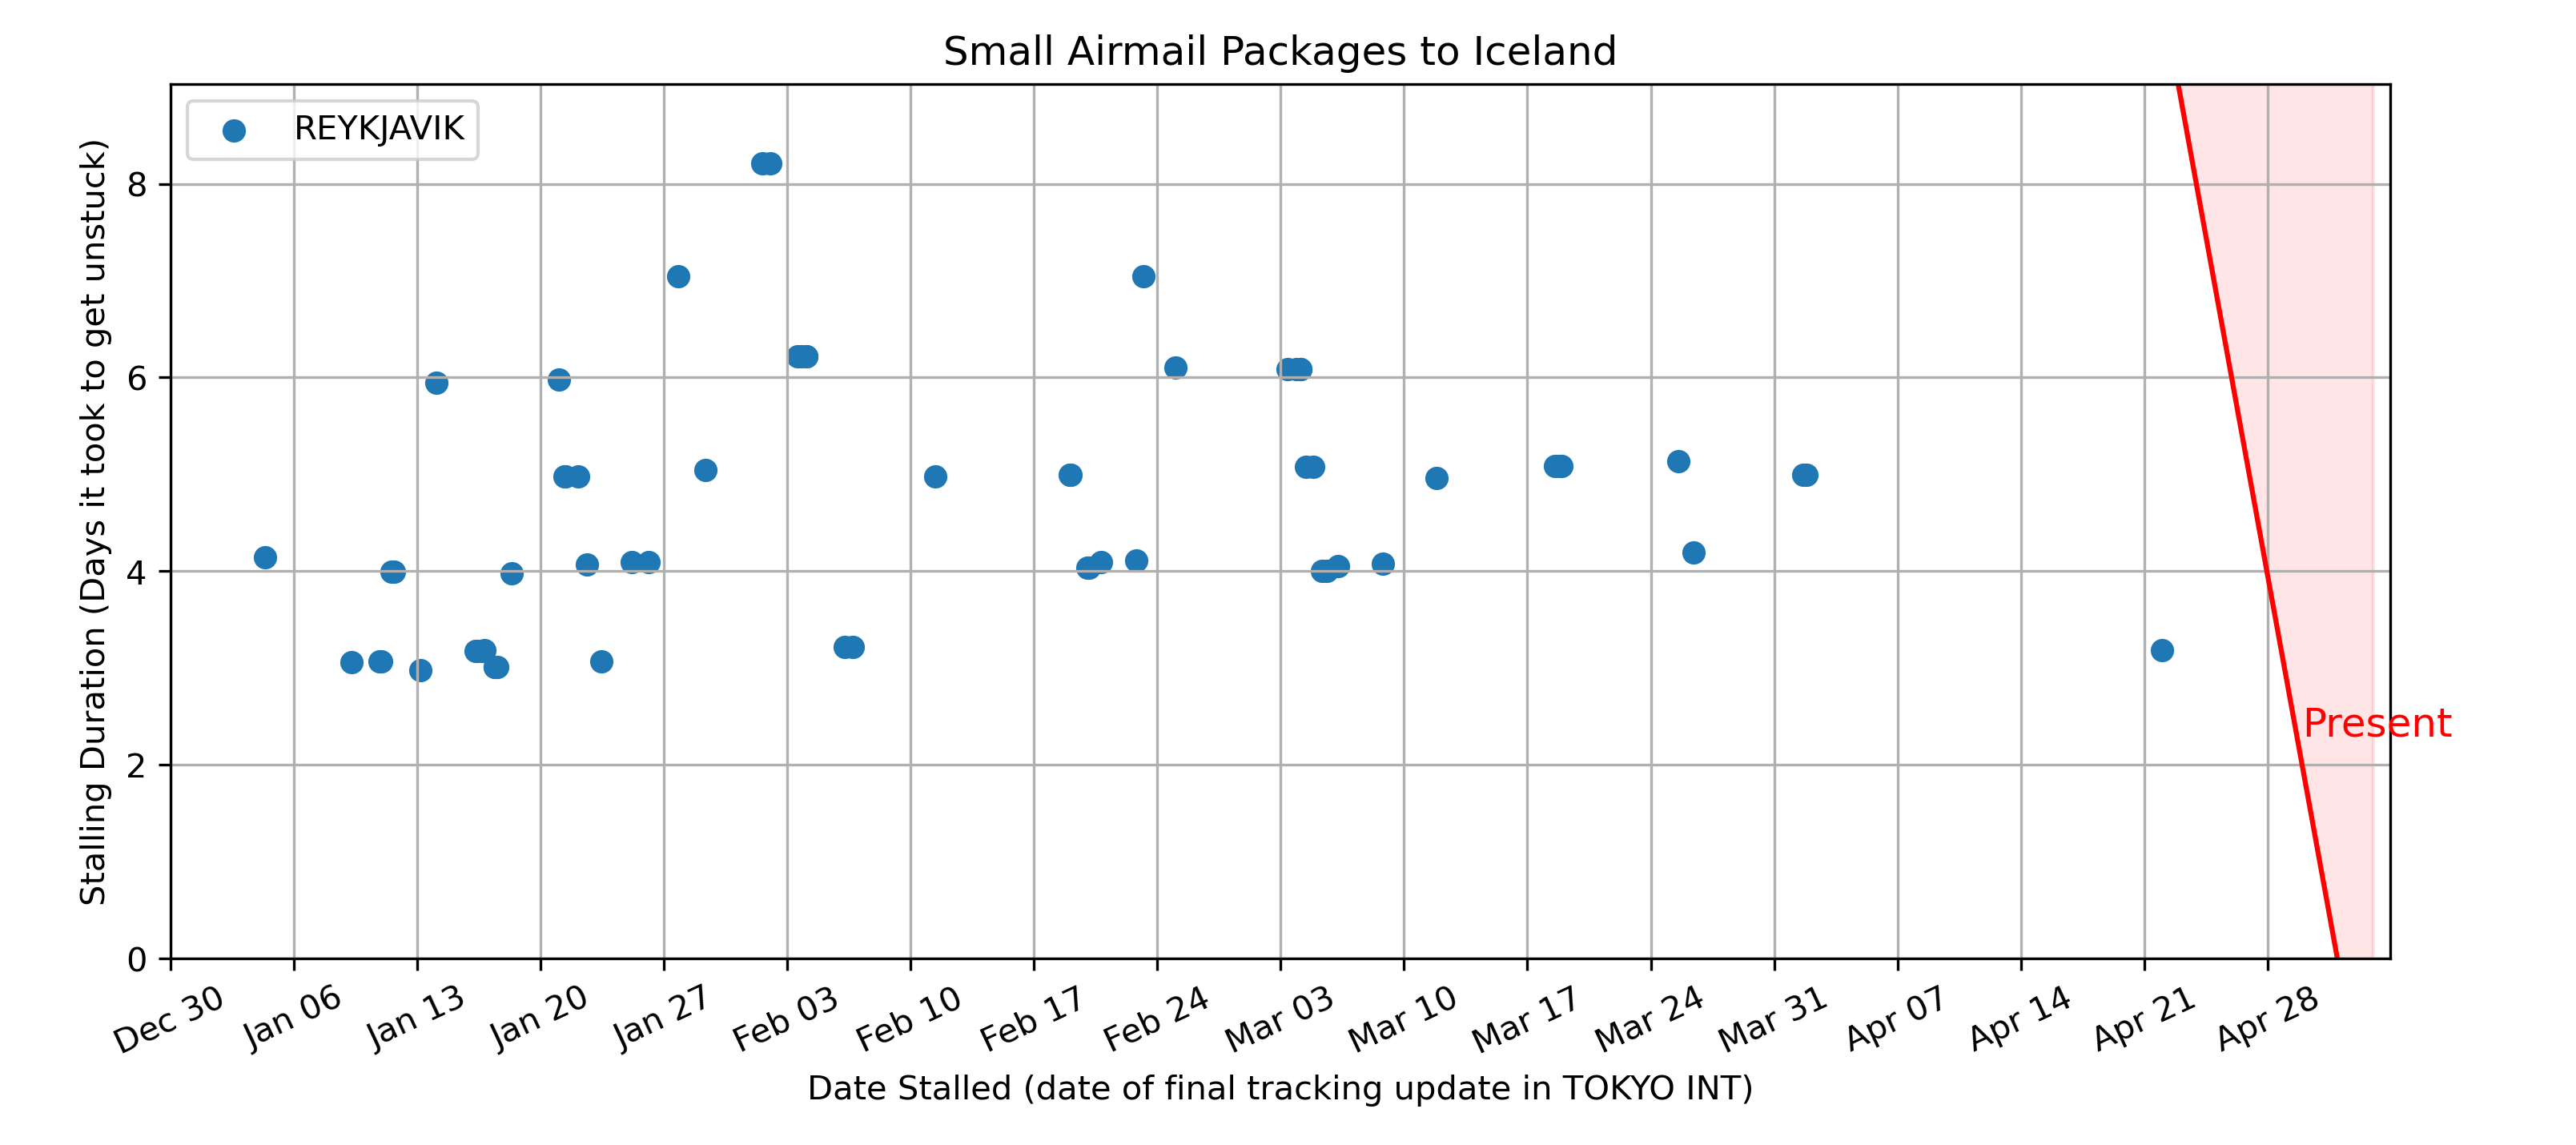 Small Airmail Packages to Iceland
REYKJAVIK
Stalling Duration (Days it took to get unstuck)
8
6
4
2
0
Present
Dec 30 Jan 06 Jan 13 Jan 20 Jan 27 Feb 03 Feb 10 Feb 17 Feb 24 Mar 03 Mar 10 Mar 17 Mar 24 Mar 31 Apr 07 Apr 14 Apr 21 Apr 28
Date Stalled (date of final tracking update in TOKYO INT)